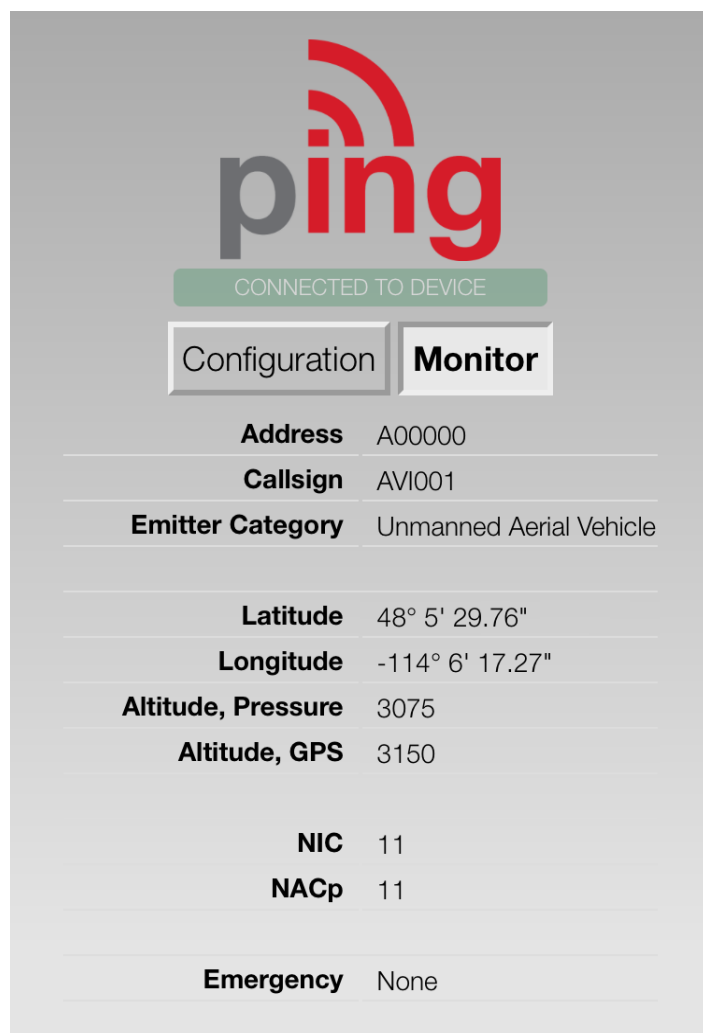 ping
CONNECTED TO DEVICE
Configuration Monitor
Address A00000
Callsign AVI001
Emitter Category Unmanned Aerial Vehicle
Latitude 48° 5' 29.76"
Longitude -114° 6' 17.27"
Altitude, Pressure 3075
Altitude, GPS 3150
NIC 11
NACp 11
Emergency None